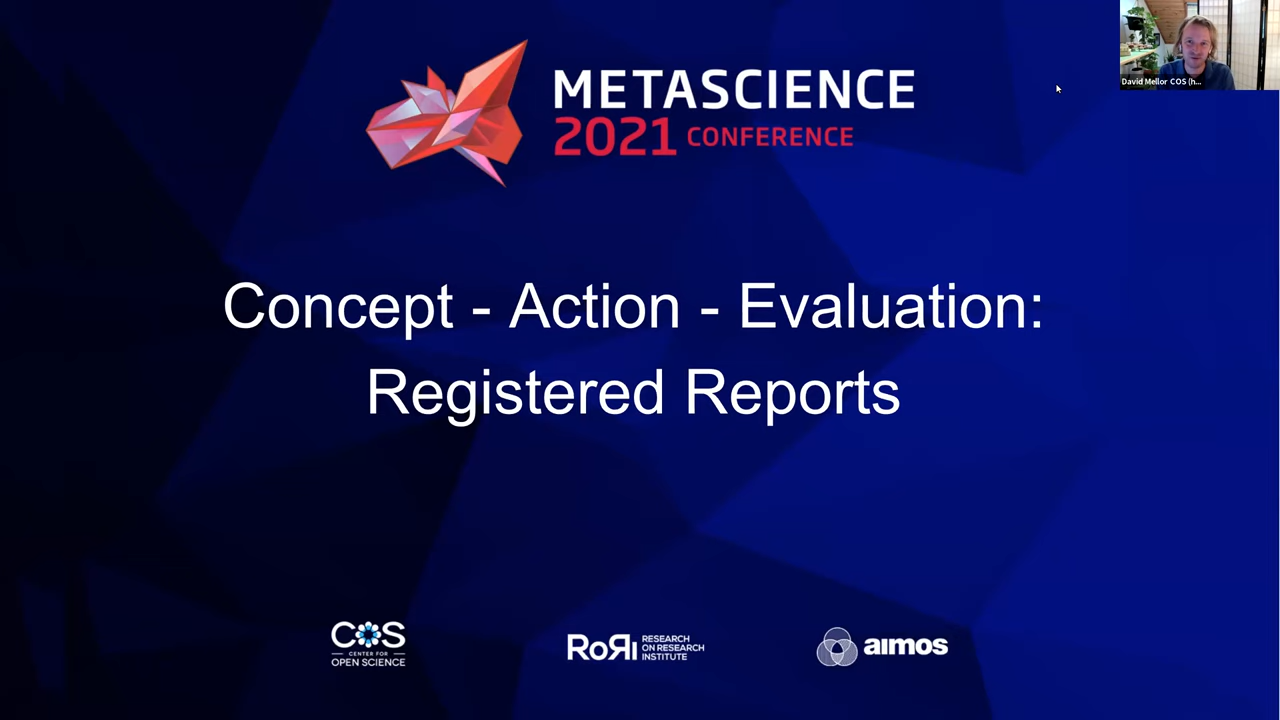 METASCIENCE
2021 CONFERENCE
David Mellor COS (h...
Concept - Action - Evaluation:
Registered Reports
COS
CENTER FOR
OPEN SCIENCE
RoRI
RESEARCH
ON RESEARCH
INSTITUTE
aimos